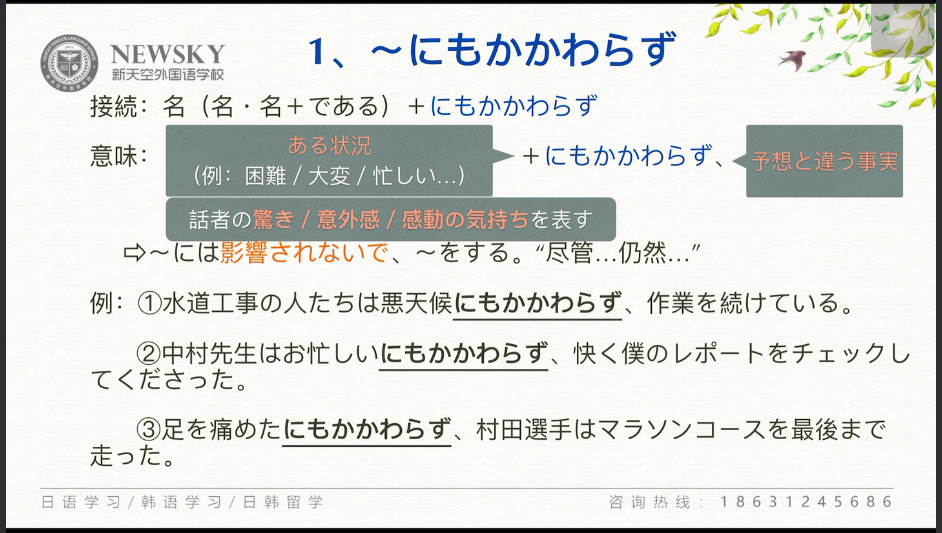 NEWSKY
新天空外国语学校
1、～にもかかわらず
接続：名（名・名＋である）＋にもかかわらず
意味：
ある状況
（例：困難 / 大変 / 忙しい…）
＋にもかかわらず、
予想と違う事実
話者の驚き / 意外感 / 感動の気持ちを表す
⇨～には影響されないで、～をする。“尽管…仍然…”
例：①水道工事の人たちは悪天候にもかかわらず、作業を続けている。
②中村先生はお忙しいにもかかわらず、快く僕のレポートをチェックし
てくださった。
③足を痛めたにもかかわらず、村田選手はマラソンコースを最後まで
走った。
日语学习/韩语学习/日韩留学
咨询热线：18631245686